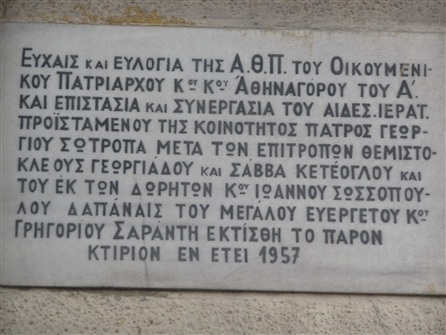 ΕΥΧΑΙΣ ΚΑΙ ΕΥΛΟΓΙΑ ΤΗΣ Α.Θ.Π. ΤΟΥ ΟΙΚΟΥΜΕΝΙ-
ΚΟΥ ΠΑΤΡΙΑΡΧΟΥ Κου Κου ἈΘΗΝΑΓΟΡΟΥ ΤΟΥ Α΄.
ΚΑΙ ΕΠΙΣΤΑΣΙΑ ΚΑΙ ΣΥΝΕΡΓΑΣΙΑ ΤΟΥ ΑΙΔΕΣ.ΙΕΡΑΤ.
ΠΡΟΪΣΤΑΜΕΝΟΥ ΤΗΣ ΚΟΙΝΟΤΗΤΟΣ ΠΑΤΡΟΣ ΓΕΩΡ-
ΓΙΟΥ ΣΩΤΡΟΠΑ ΜΕΤΑ ΤΩΝ ΕΠΙΤΡΟΠΩΝ ΘΕΜΙΣΤΟ-
ΚΛΕΟΥΣ ΓΕΩΡΓΙΑΔΟΥ ΚΑΙ ΣΑΒΒΑ ΚΕΤΕΟΓΛΟΥ ΚΑΙ
ΤΟΥ ἘΚ ΤΩΝ ΔΩΡΗΤΩΝ Κου ΙΩΑΝΝΟΥ ΣΩΣΣΟΠΟΥ-
ΛΟΥ ΔΑΠΑΝΑΙΣ ΤΟΥ ΜΕΓΑΛΟΥ ΕΥΕΡΓΕΤΟΥ Κου
ΓΡΗΓΟΡΙΟΥ ΣΑΡΑΝΤΗ ΕΚΤΙΣΘΗ ΤΟ ΠΑΡΟΝ
ΚΤΙΡΙΟΝ ΕΝ ΕΤΕΙ 1957